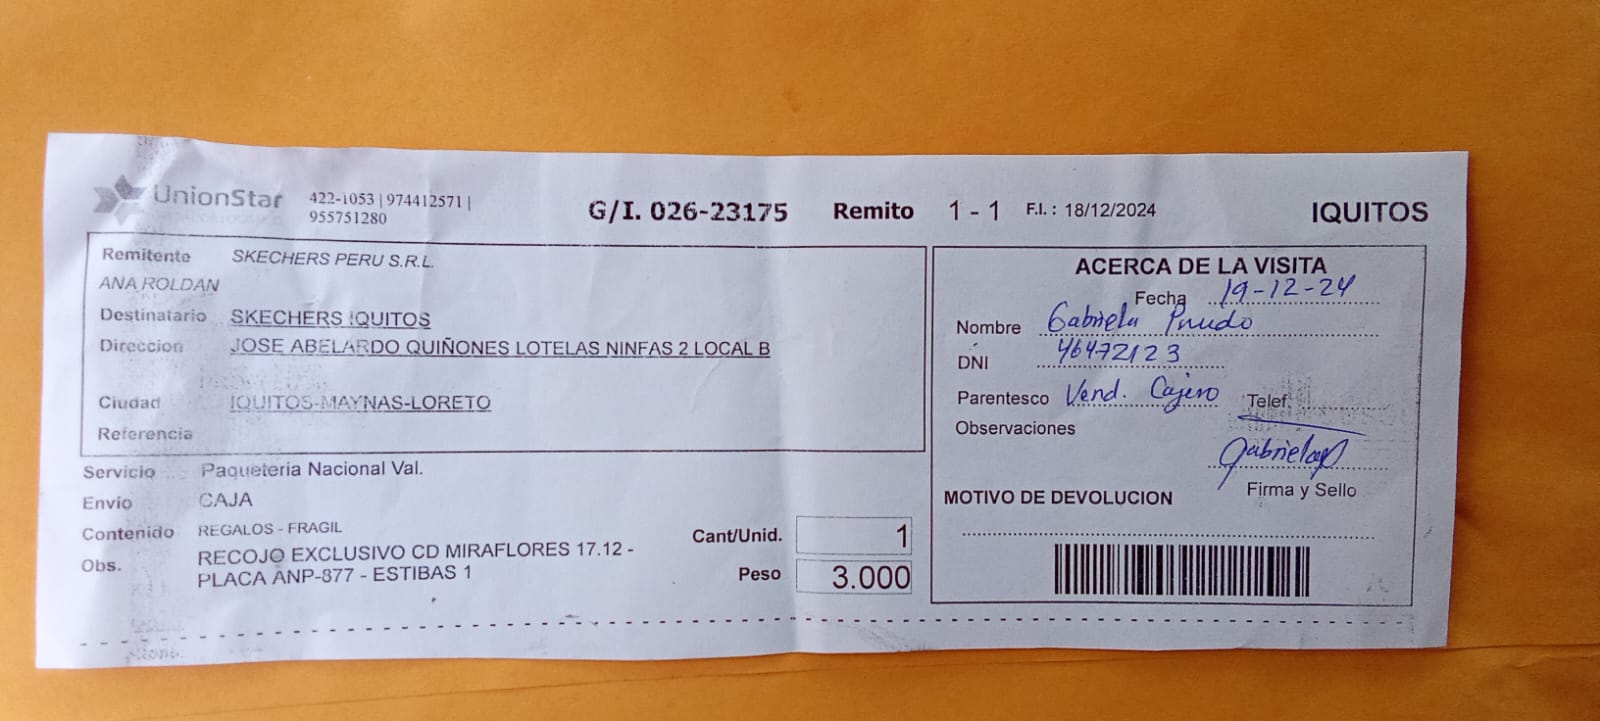 UnionStar 422-1053 | 974412571 |
955751280
G/I. 026-23175 Remito 1 - 1 F.I. : 18/12/2024 IQUITOS
Remitente SKECHERS PERU S.R.L.
ANA ROLDAN
Destinatario SKECHERS IQUITOS
Direccion JOSE ABELARDO QUIÑONES LOTELAS NINFAS 2 LOCAL B
Ciudad IQUITOS-MAYNAS-LORETO
Referencia
Servicio Paqueteria Nacional Val.
Envio CAJA
Contenido REGALOS - FRAGIL
Obs. RECOJO EXCLUSIVO CD MIRAFLORES 17.12 -
PLACA ANP-877 - ESTIBAS 1
Cant/Unid. 1
Peso 3.000
ACERCA DE LA VISITA
Fecha 19-12-24
Nombre Gabriela
DNI 46472123
Parentesco Vend. Cajero Telef
Observaciones
Firma y Sello
MOTIVO DE DEVOLUCION